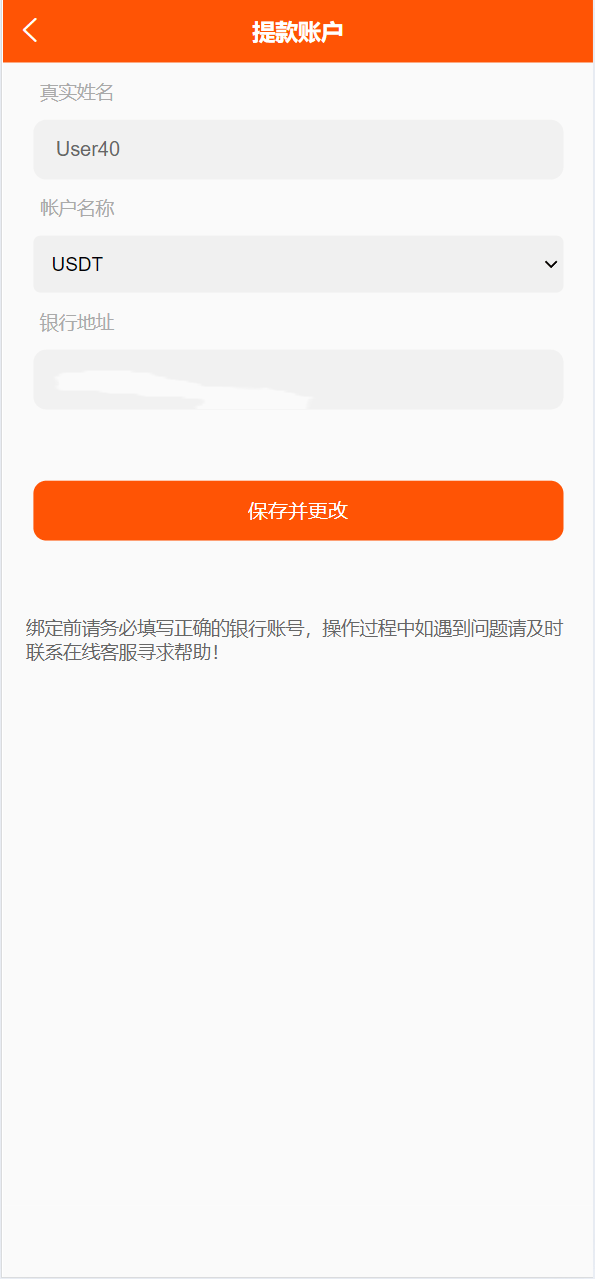 提款账户
真实姓名
User40
帐户名称
USDT
银行地址
保存并更改
绑定前请务必填写正确的银行账号，操作过程中如遇到问题请及时
联系在线客服寻求帮助！